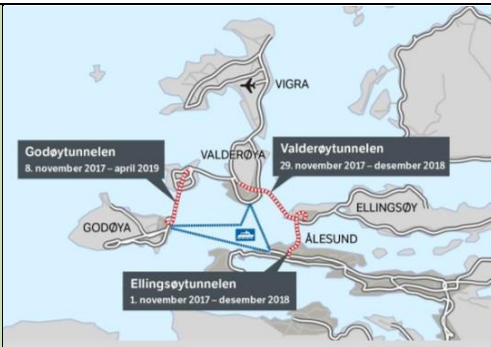 VIGRA
Godøytunnelen
8. november 2017 – april 2019
VALDERØYA
Valderøytunnelen
29. november 2017 – desember 2018
ELLINGSØY
GODØYA
ÅLESUND
Ellingsøytunnelen
1. november 2017 – desember 2018